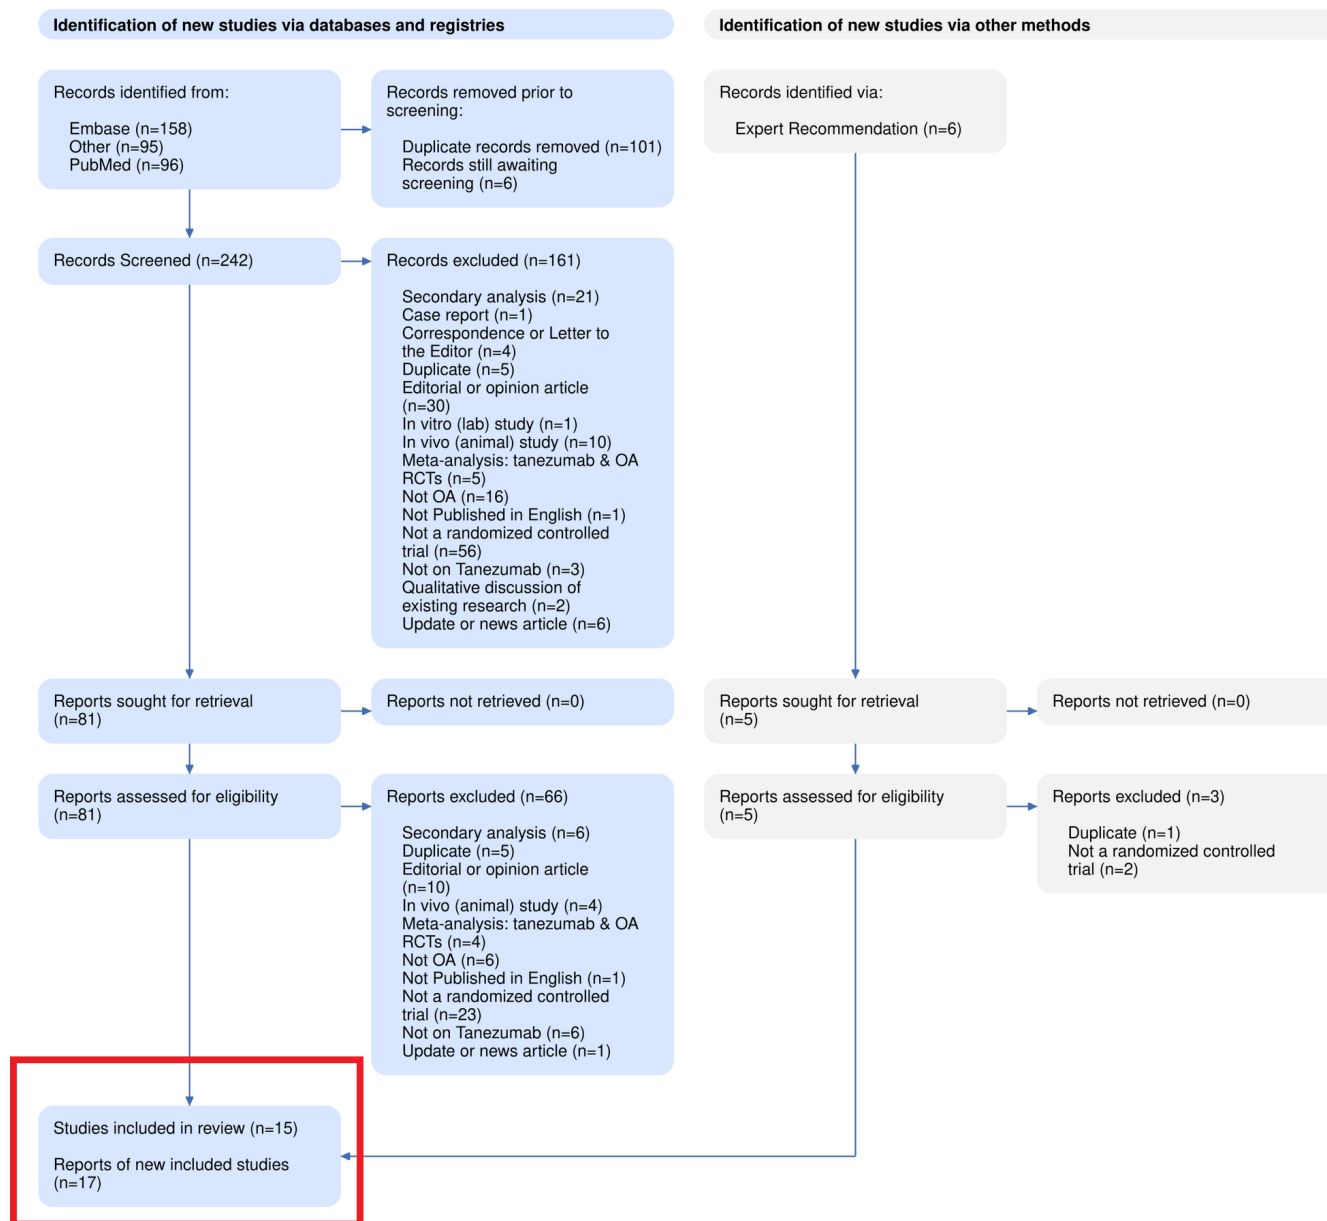 Identification of new studies via databases and registries
Identification of new studies via other methods
Records identified from:
Embase (n=158)
Other (n=95)
PubMed (n=96)
Records removed prior to
screening:
Duplicate records removed (n=101)
Records still awaiting
screening (n=6)
Records identified via:
Expert Recommendation (n=6)
Records Screened (n=242)
Records excluded (n=161)
Secondary analysis (n=21)
Case report (n=1)
Correspondence or Letter to
the Editor (n=4)
Duplicate (n=5)
Editorial or opinion article
(n=30)
In vitro (lab) study (n=1)
In vivo (animal) study (n=10)
Meta-analysis: tanezumab & OA
RCTs (n=5)
Not OA (n=16)
Not Published in English (n=1)
Not a randomized controlled
trial (n=56)
Not on Tanezumab (n=3)
Qualitative discussion of
existing research (n=2)
Update or news article (n=6)
Reports sought for retrieval
(n=81)
Reports not retrieved (n=0)
Reports sought for retrieval
(n=5)
Reports not retrieved (n=0)
Reports assessed for eligibility
(n=81)
Reports excluded (n=66)
Secondary analysis (n=6)
Duplicate (n=5)
Editorial or opinion article
(n=10)
In vivo (animal) study (n=4)
Meta-analysis: tanezumab & OA
RCTs (n=4)
Not OA (n=6)
Not Published in English (n=1)
Not a randomized controlled
trial (n=23)
Not on Tanezumab (n=6)
Update or news article (n=1)
Reports assessed for eligibility
(n=5)
Reports excluded (n=3)
Duplicate (n=1)
Not a randomized controlled
trial (n=2)
Studies included in review (n=15)
Reports of new included studies
(n=17)